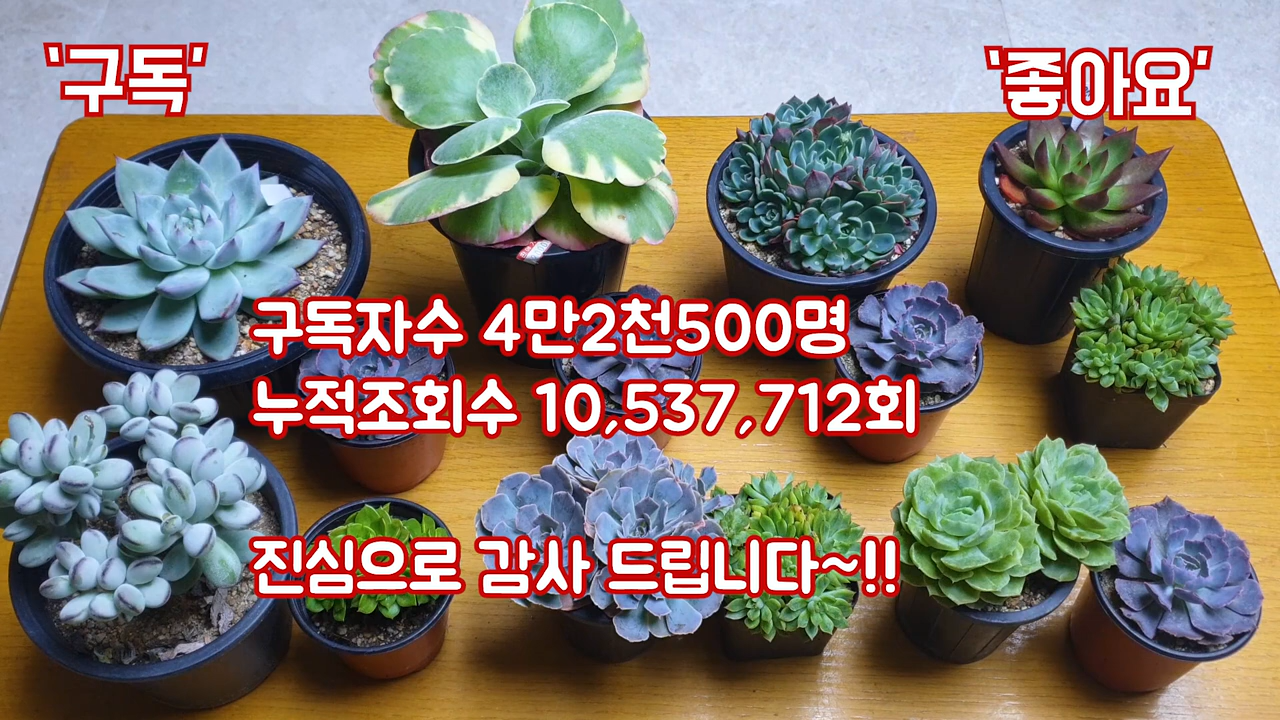 '구독'
'좋아요'
구독자수 4만2천500명
누적조회수 10,537,712회
진심으로 감사 드립니다~!!